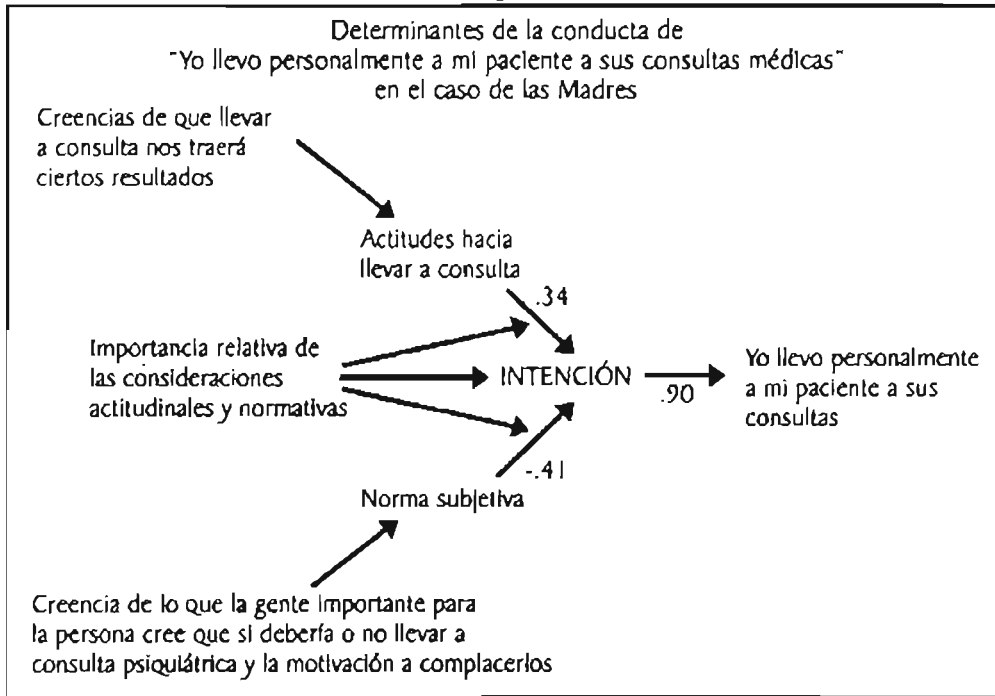 Determinantes de la conducta de
"Yo llevo personalmente a mi paciente a sus consultas médicas"
en el caso de las Madres
Creencias de que llevar
a consulta nos traerá
ciertos resultados
Actitudes hacia
llevar a consulta
.34
Importancia relativa de
las consideraciones
actitudinales y normativas
INTENCIÓN
.90
Yo llevo personalmente
a mi paciente a sus
consultas
-.41
Norma subjetiva
Creencia de lo que la gente importante para
la persona cree que si debería o no llevar a
consulta psiquiátrica y la motivación a complacerlos